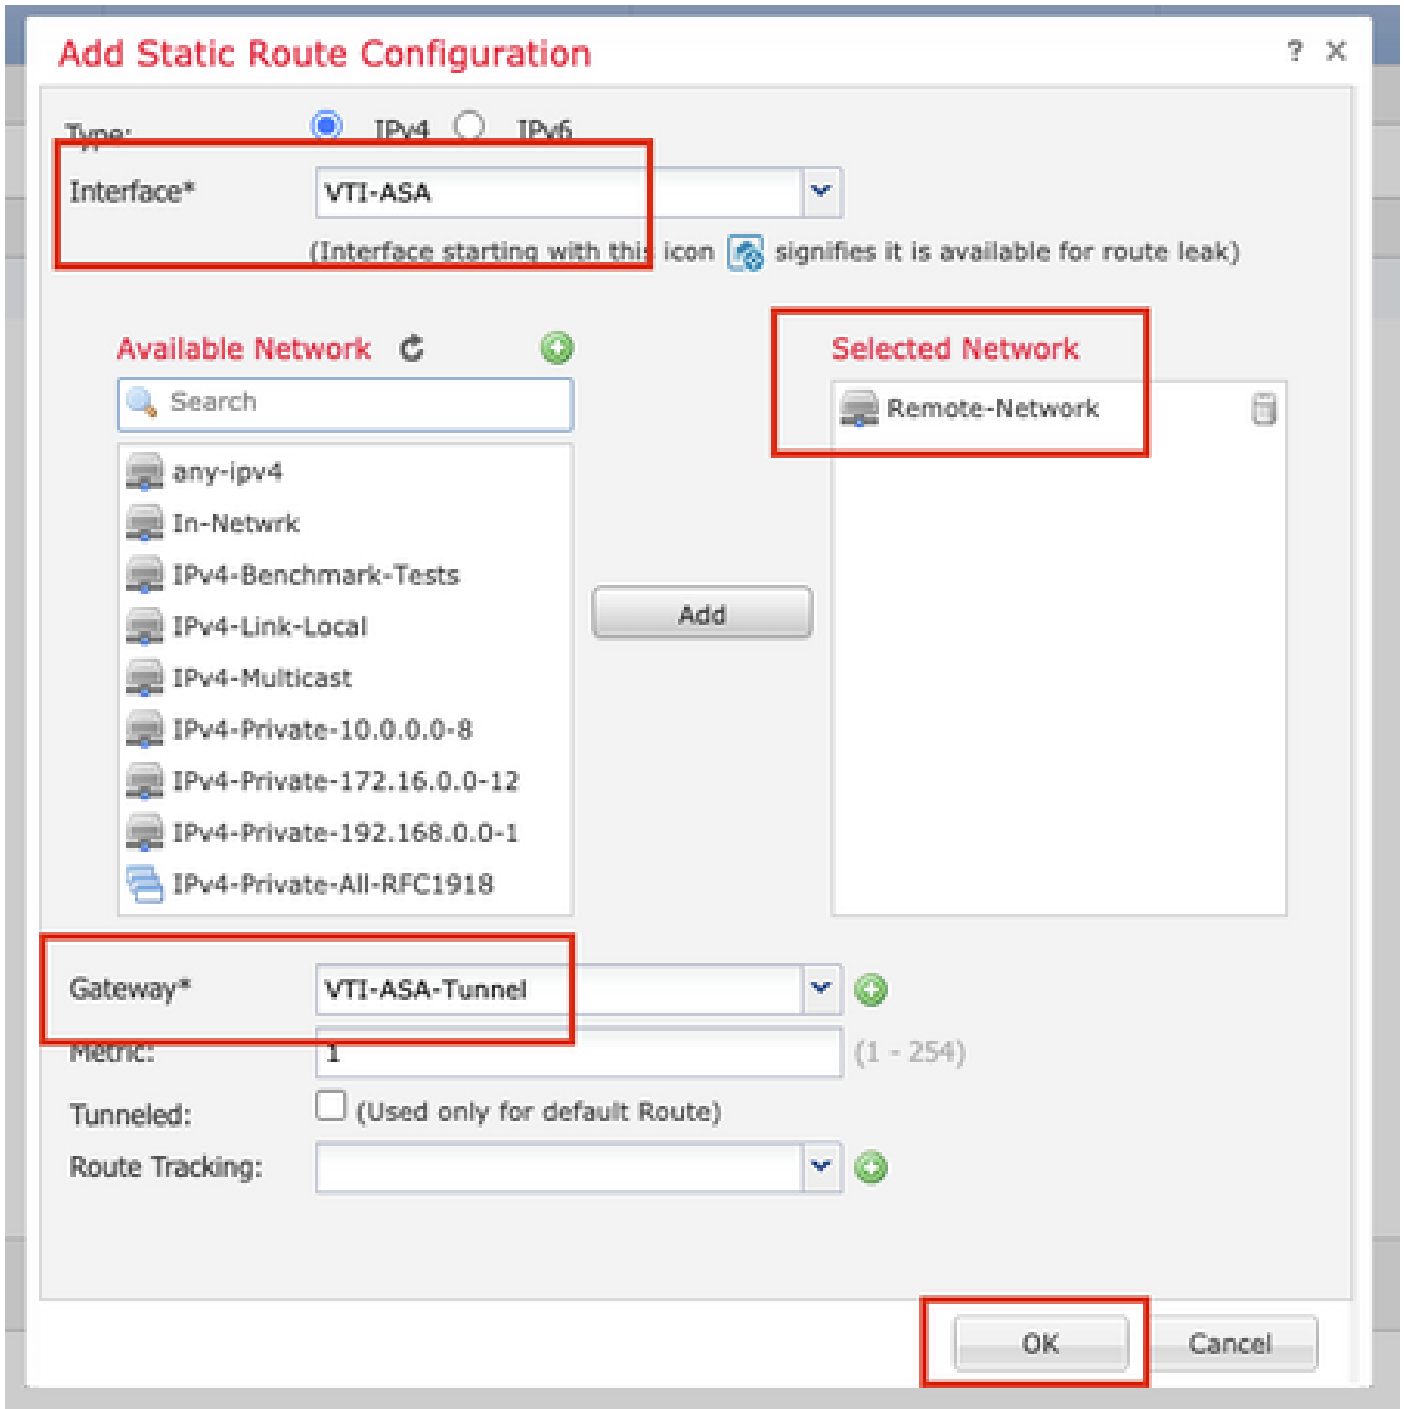 Add Static Route Configuration ? ×
Type: IPv4 IPv6
Interface* VTI-ASA
(Interface starting with this icon signifies it is available for route leak)
Available Network
Search
any-ipv4
In-Netwrk
IPv4-Benchmark-Tests
IPv4-Link-Local
IPv4-Multicast
IPv4-Private-10.0.0.0-8
IPv4-Private-172.16.0.0-12
IPv4-Private-192.168.0.0-1
IPv4-Private-All-RFC1918
Add
Selected Network
Remote-Network
Gateway* VTI-ASA-Tunnel
Metric: 1 (1 - 254)
Tunneled: (Used only for default Route)
Route Tracking:
OK Cancel